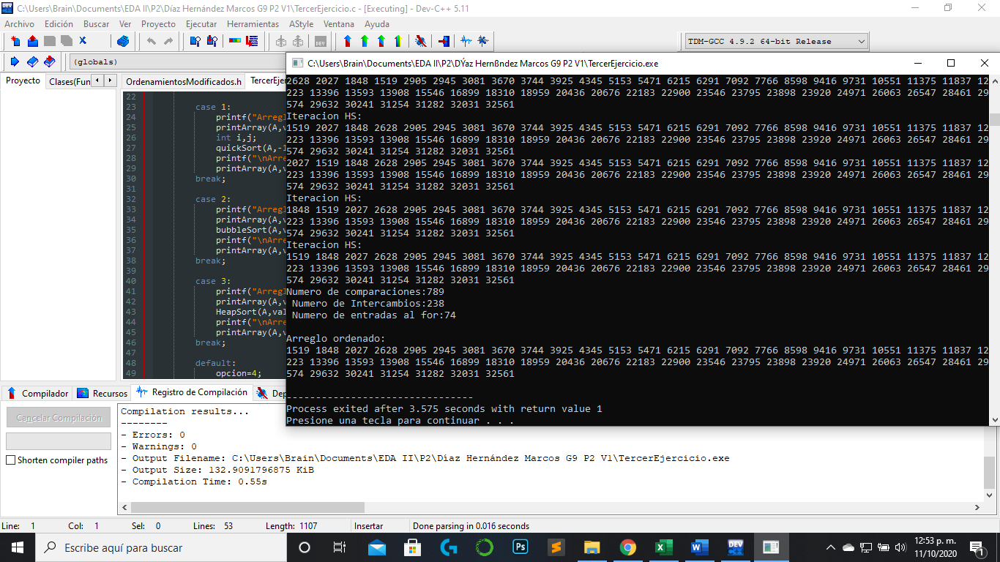 C:\Users\Brain\Documents\EDA II\P2\Díaz Hernández Marcos G9 P2 V1\TercerEjercicio.c - [Executing] - Dev-C++ 5.11
Archivo Edición Buscar Ver Proyecto Ejecutar Herramientas AStyle Ventana Ayuda
TDM-GCC 4.9.2 64-bit Release
(globals)
Proyecto Clases(Fun OrdenamientosModificados.h TercerEje
22
23 case 1:
24 printf("Arregl
25 printArray(A,v
26 int i,j;
27 quickSort(A,-1
28 printf("\nArre
29 printArray(A,v
30 break;
31
32 case 2:
33 printf("Arregl
34 printArray(A,v
35 bubbleSort(A,v
36 printf("\nArre
37 printArray(A,v
38 break;
39
40 case 3:
41 printf("Arregl
42 printArray(A,v
43 HeapSort(A,val
44 printf("\nArre
45 printArray(A,v
46 break;
47
48 default:
49 opcion=4;
C:\Users\Brain\Documents\EDA II\P2\DÝaz Hernßndez Marcos G9 P2 V1\TercerEjercicio.exe
2628 2027 1848 1519 2905 2945 3081 3670 3744 3925 4345 5153 5471 6215 6291 7092 7766 8598 9416 9731 10551 11375 11837 12
223 13396 13593 13908 15546 16899 18310 18959 20436 20676 22183 22900 23546 23795 23898 23920 24971 26063 26547 28461 29
574 29632 30241 31254 31282 32031 32561
Iteracion HS:
1519 2027 1848 2628 2905 2945 3081 3670 3744 3925 4345 5153 5471 6215 6291 7092 7766 8598 9416 9731 10551 11375 11837 12
223 13396 13593 13908 15546 16899 18310 18959 20436 20676 22183 22900 23546 23795 23898 23920 24971 26063 26547 28461 29
574 29632 30241 31254 31282 32031 32561
2027 1519 1848 2628 2905 2945 3081 3670 3744 3925 4345 5153 5471 6215 6291 7092 7766 8598 9416 9731 10551 11375 11837 12
223 13396 13593 13908 15546 16899 18310 18959 20436 20676 22183 22900 23546 23795 23898 23920 24971 26063 26547 28461 29
574 29632 30241 31254 31282 32031 32561
Iteracion HS:
1848 1519 2027 2628 2905 2945 3081 3670 3744 3925 4345 5153 5471 6215 6291 7092 7766 8598 9416 9731 10551 11375 11837 12
223 13396 13593 13908 15546 16899 18310 18959 20436 20676 22183 22900 23546 23795 23898 23920 24971 26063 26547 28461 29
574 29632 30241 31254 31282 32031 32561
Iteracion HS:
1519 1848 2027 2628 2905 2945 3081 3670 3744 3925 4345 5153 5471 6215 6291 7092 7766 8598 9416 9731 10551 11375 11837 12
223 13396 13593 13908 15546 16899 18310 18959 20436 20676 22183 22900 23546 23795 23898 23920 24971 26063 26547 28461 29
574 29632 30241 31254 31282 32031 32561
Numero de comparaciones:789
Numero de Intercambios:238
Numero de entradas al for:74
Arreglo ordenado:
1519 1848 2027 2628 2905 2945 3081 3670 3744 3925 4345 5153 5471 6215 6291 7092 7766 8598 9416 9731 10551 11375 11837 12
223 13396 13593 13908 15546 16899 18310 18959 20436 20676 22183 22900 23546 23795 23898 23920 24971 26063 26547 28461 29
574 29632 30241 31254 31282 32031 32561
--------------------------------
Process exited after 3.575 seconds with return value 1
Presione una tecla para continuar . . .
Compilador Recursos Registro de Compilación Dep
Cancelar Compilación
Shorten compiler paths
Compilation results...
--------
- Errors: 0
- Warnings: 0
- Output Filename: C:\Users\Brain\Documents\EDA II\P2\Díaz Hernández Marcos G9 P2 V1\TercerEjercicio.exe
- Output Size: 132.9091796875 KiB
- Compilation Time: 0.55s
Line: 1 Col: 1 Sel: 0 Lines: 53 Length: 1107 Insertar Done parsing in 0.016 seconds
Escribe aquí para buscar
12:53 p. m.
11/10/2020